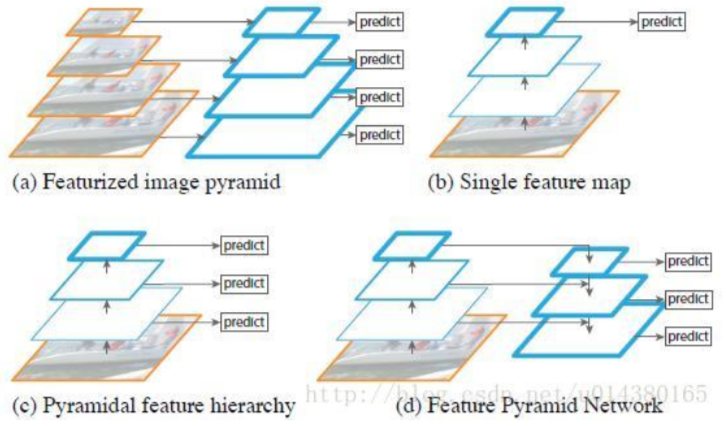 predict
predict
predict
predict
predict
(a) Featurized image pyramid
(b) Single feature map
predict
predict
predict
predict
predict
predict
http://blog.csdn.net/u014380165
(c) Pyramidal feature hierarchy
(d) Feature Pyramid Network